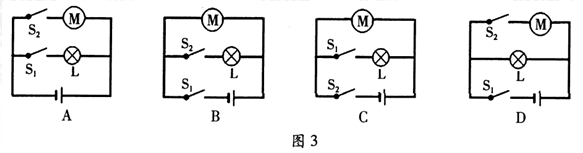 M M M M
S₂ S₂ S₁ S₂
S₁ L L L L
S₁ S₂ S₁
A B C D
图 3